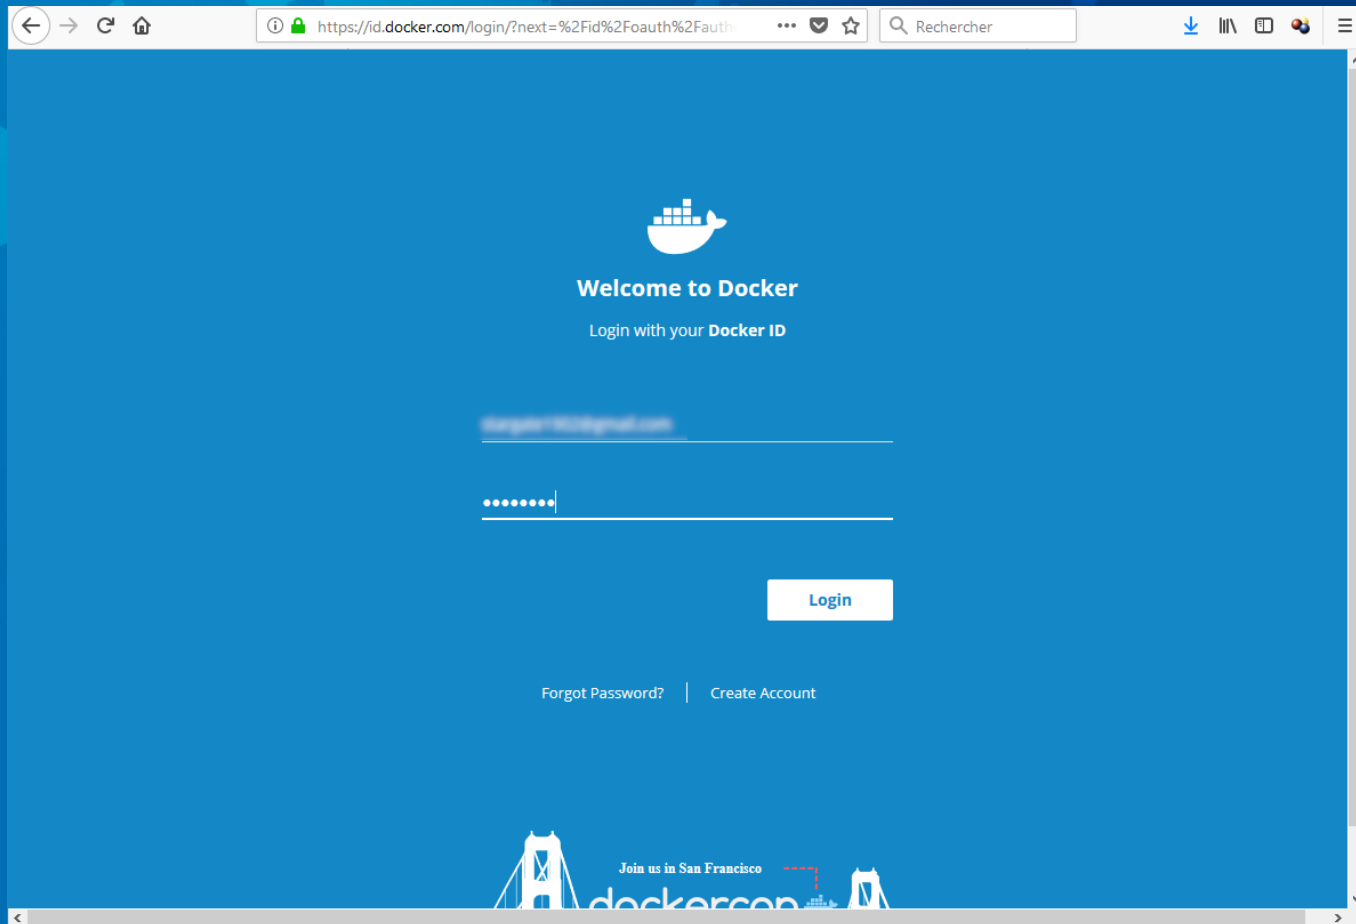 https://id.docker.com/login/?next=%2Fid%2Foauth%2Fauth
Rechercher
Welcome to Docker
Login with your Docker ID
Login
Forgot Password?
Create Account
Join us in San Francisco
dockercon